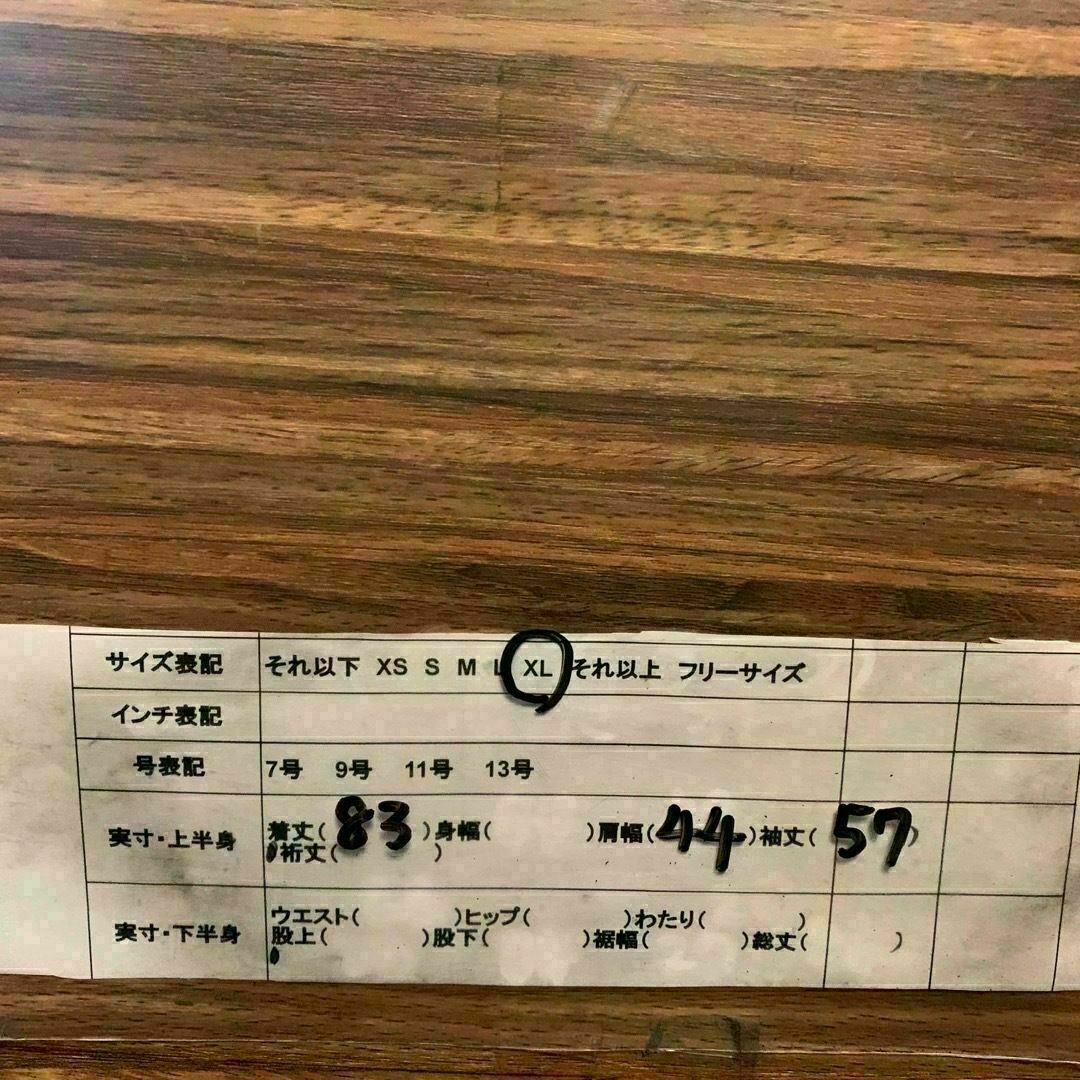 サイズ表記 それ以下 XS S M L XL それ以上 フリーサイズ
インチ表記
号表記 7号 9号 11号 13号
実寸・上半身 着丈( 83 )身幅( )肩幅( 44 )袖丈( 57 )
裄丈( )
実寸・下半身 ウエスト( )ヒップ( )わたり( )
股上( )股下( )裾幅( )総丈( )